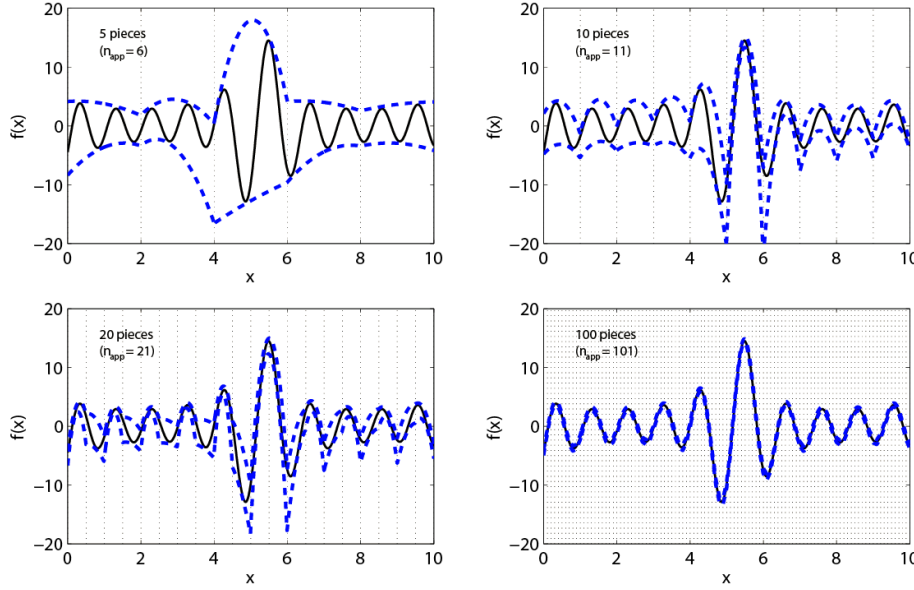 5 pieces
(n_app = 6)
f(x)
20
10
0
−10
−20
0 2 4 6 8 10
x
10 pieces
(n_app = 11)
f(x)
20
10
0
−10
−20
0 2 4 6 8 10
x
20 pieces
(n_app = 21)
f(x)
20
10
0
−10
−20
0 2 4 6 8 10
x
100 pieces
(n_app = 101)
f(x)
20
10
0
−10
−20
0 2 4 6 8 10
x